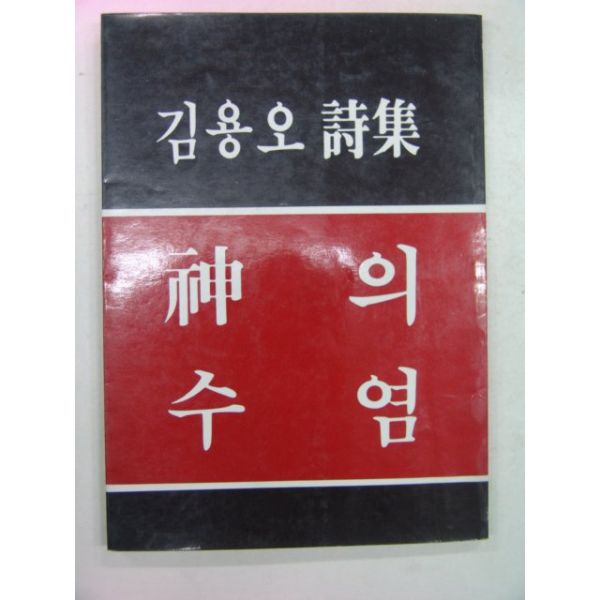 김용오 詩集
神 의
수 염